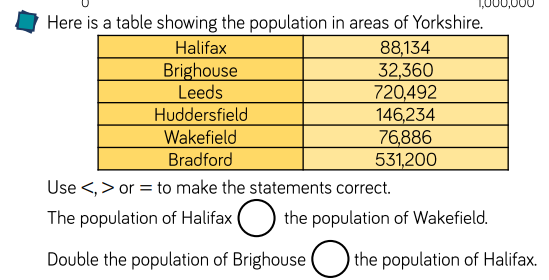 0 1,000,000
Here is a table showing the population in areas of Yorkshire.
Halifax 88,134
Brighouse 32,360
Leeds 720,492
Huddersfield 146,234
Wakefield 76,886
Bradford 531,200
Use <, > or = to make the statements correct.
The population of Halifax the population of Wakefield.
Double the population of Brighouse the population of Halifax.